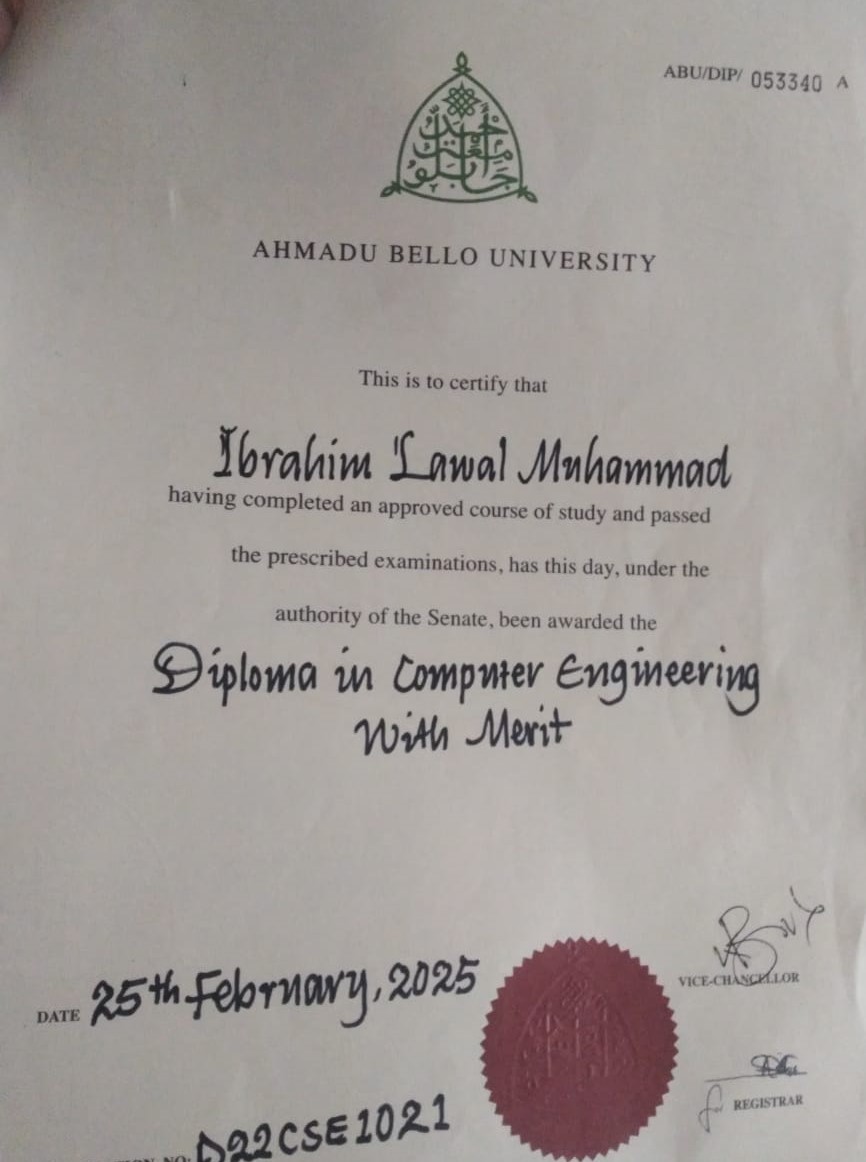 ABU/DIP/ 053340 A
AHMADU BELLO UNIVERSITY
This is to certify that
Ibrahim Lawal Muhammad
having completed an approved course of study and passed
the prescribed examinations, has this day, under the
authority of the Senate, been awarded the
Diploma in Computer Engineering
With Merit
DATE 25th February, 2025
VICE-CHANCELLOR
for REGISTRAR
NO: D22CSE1021